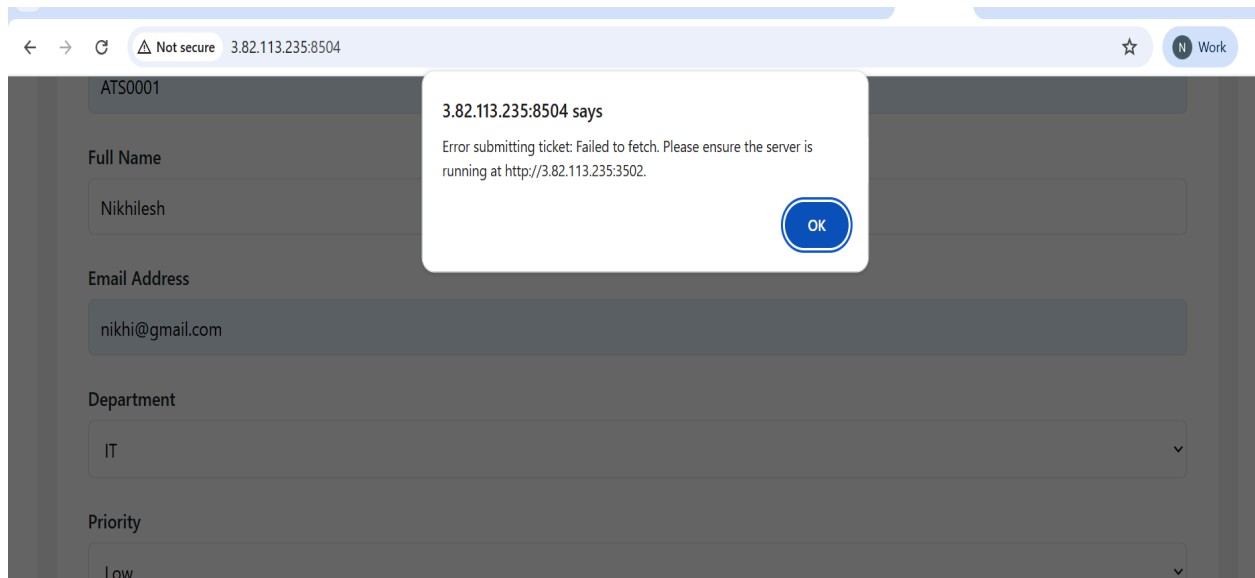 Not secure 3.82.113.235:8504
N Work
ATS0001
3.82.113.235:8504 says
Error submitting ticket: Failed to fetch. Please ensure the server is
running at http://3.82.113.235:3502.
OK
Full Name
Nikhilesh
Email Address
nikhi@gmail.com
Department
IT
Priority
Low